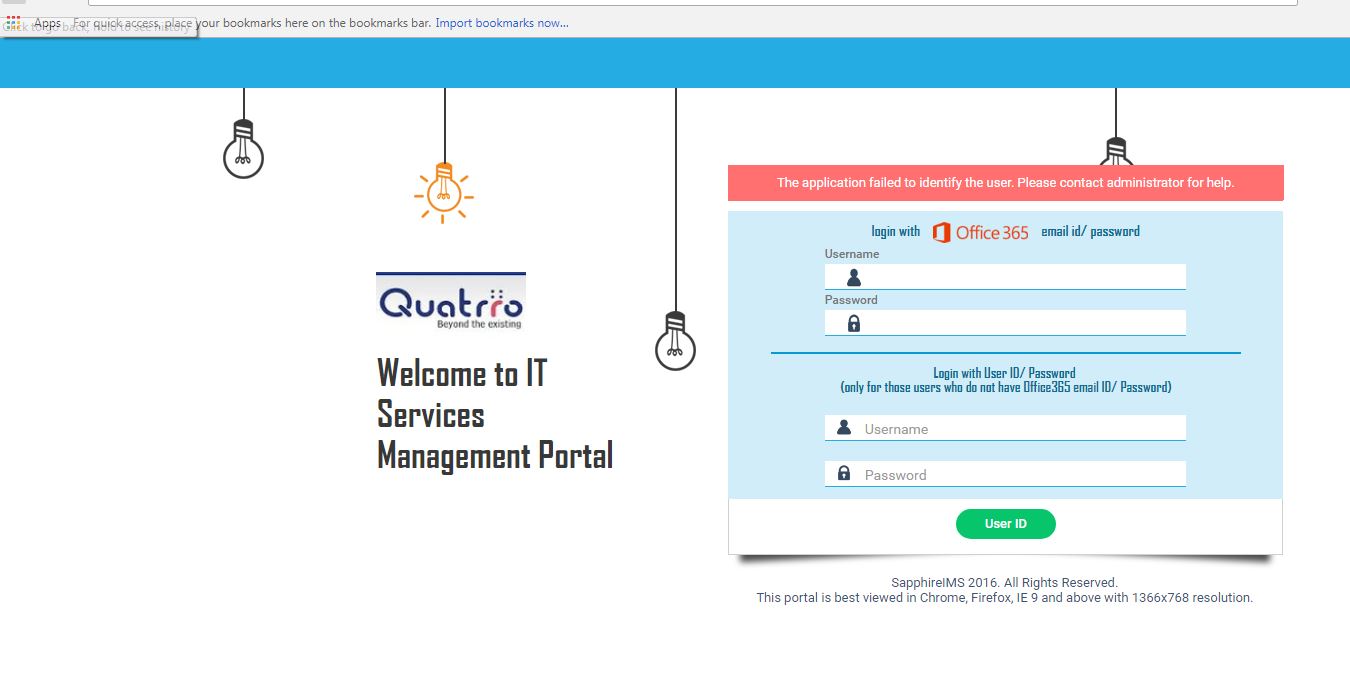 Apps For quick access, place your bookmarks here on the bookmarks bar. Import bookmarks now...
Click to go back, hold to see history
The application failed to identify the user. Please contact administrator for help.
login with Office 365 email id/ password
Username
Password
Quatrro
Beyond the existing
Welcome to IT
Services
Management Portal
Login with User ID/ Password
(only for those users who do not have Office365 email ID/ Password)
Username
Password
User ID
SapphireIMS 2016. All Rights Reserved.
This portal is best viewed in Chrome, Firefox, IE 9 and above with 1366x768 resolution.